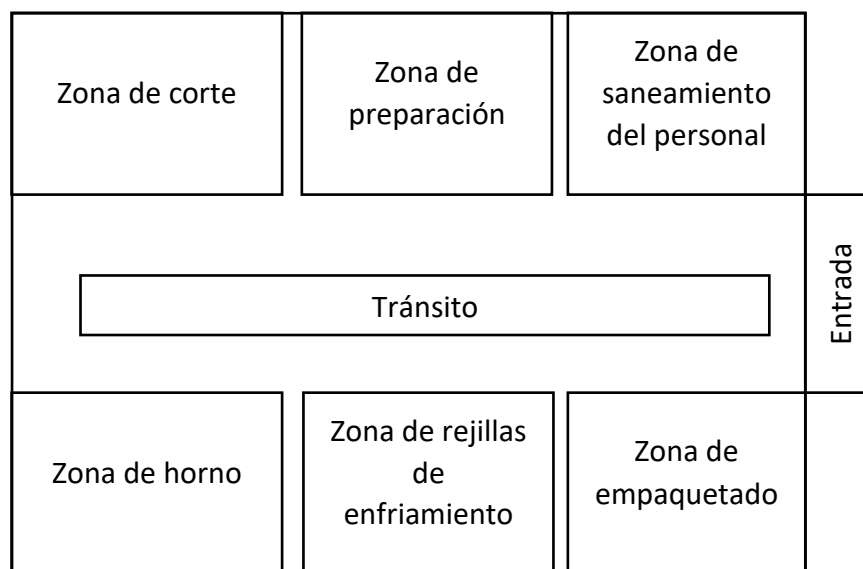 Zona de corte
Zona de
preparación
Zona de
saneamiento
del personal
Entrada
Tránsito
Zona de horno
Zona de rejillas
de
enfriamiento
Zona de
empaquetado